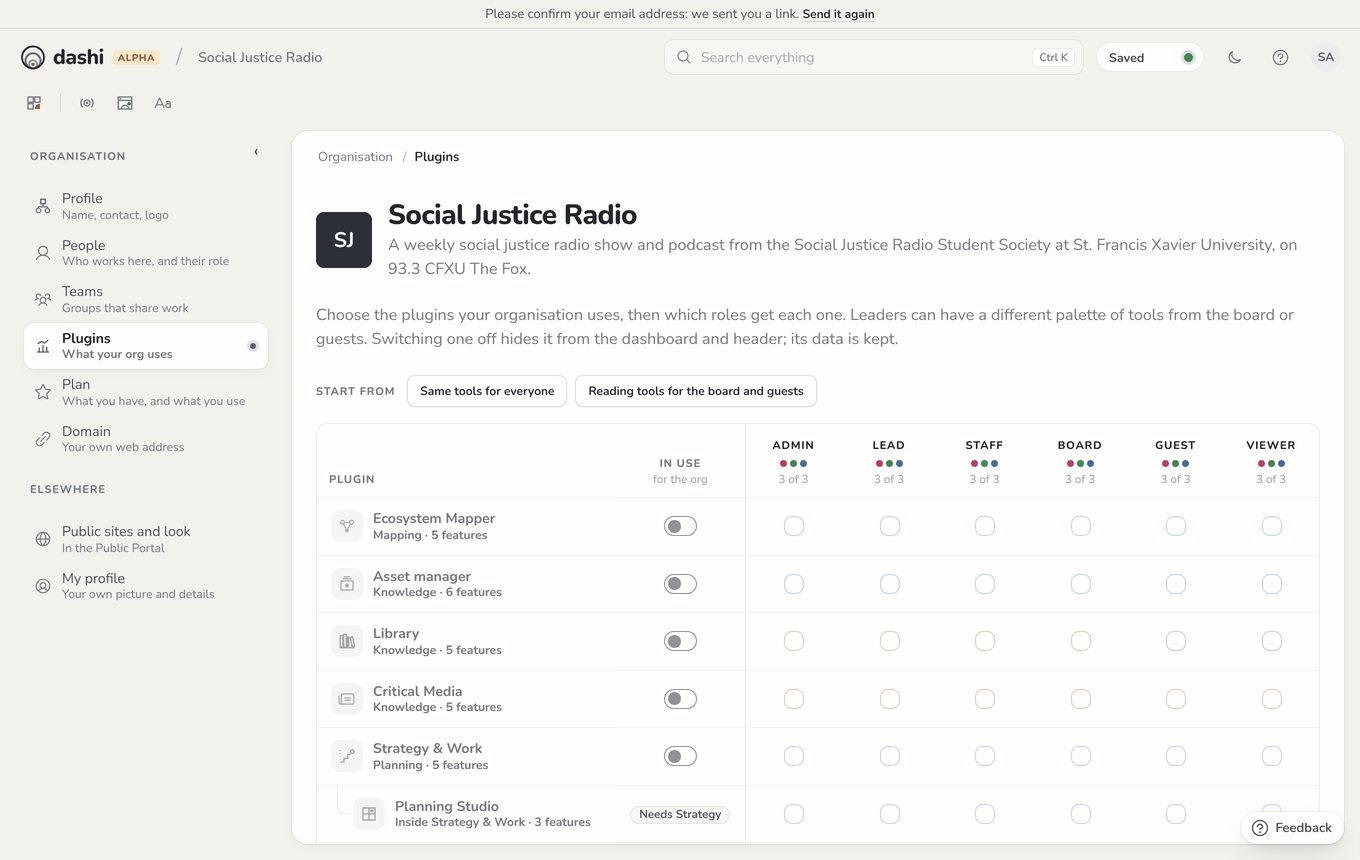 Please confirm your email address: we sent you a link. Send it again
dashi ALPHA / Social Justice Radio
Search everything Ctrl K
Saved
SA
Aa
ORGANISATION
Profile
Name, contact, logo
People
Who works here, and their role
Teams
Groups that share work
Plugins
What your org uses
Plan
What you have, and what you use
Domain
Your own web address
ELSEWHERE
Public sites and look
In the Public Portal
My profile
Your own picture and details
Organisation / Plugins
SJ
Social Justice Radio
A weekly social justice radio show and podcast from the Social Justice Radio Student Society at St. Francis Xavier University, on
93.3 CFXU The Fox.
Choose the plugins your organisation uses, then which roles get each one. Leaders can have a different palette of tools from the board or
guests. Switching one off hides it from the dashboard and header; its data is kept.
START FROM Same tools for everyone Reading tools for the board and guests
PLUGIN
IN USE
for the org
ADMIN LEAD STAFF BOARD GUEST VIEWER
3 of 3 3 of 3 3 of 3 3 of 3 3 of 3 3 of 3
Ecosystem Mapper
Mapping · 5 features
Asset manager
Knowledge · 6 features
Library
Knowledge · 5 features
Critical Media
Knowledge · 5 features
Strategy & Work
Planning · 5 features
Planning Studio
Inside Strategy & Work · 3 features
Needs Strategy
Feedback